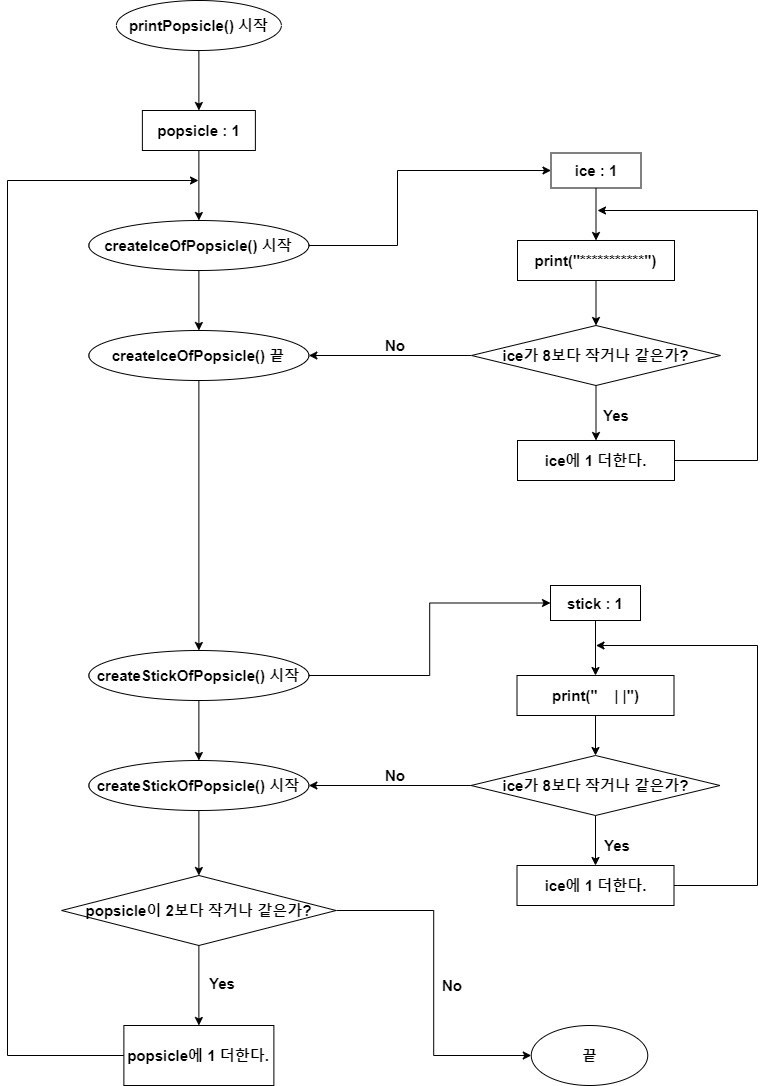 printPopsicle() 시작
popsicle : 1
ice : 1
createIceOfPopsicle() 시작
print("***********")
createIceOfPopsicle() 끝
No
ice가 8보다 작거나 같은가?
Yes
ice에 1 더한다.
stick : 1
createStickOfPopsicle() 시작
print("    | |")
createStickOfPopsicle() 시작
No
ice가 8보다 작거나 같은가?
Yes
ice에 1 더한다.
popsicle이 2보다 작거나 같은가?
Yes
No
popsicle에 1 더한다.
끝